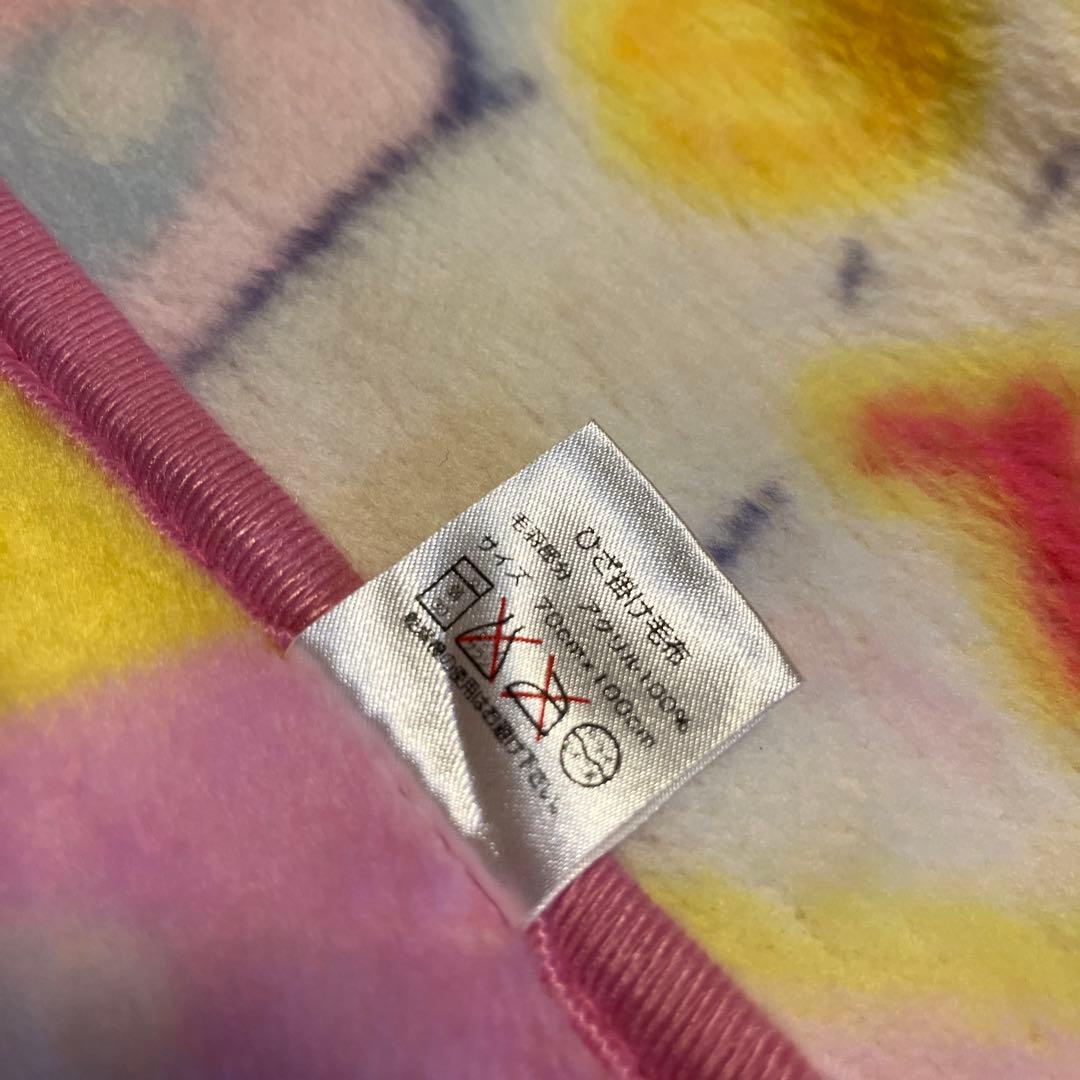 ひざ掛け毛布
毛羽部分 アクリル100%
サイズ 70cm×100cm
乾燥機の使用はお避け下さい。